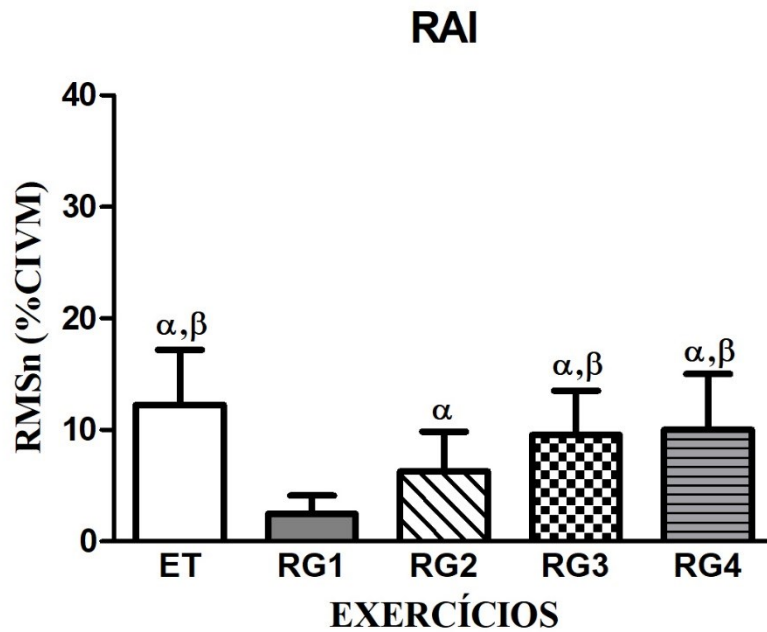 RAI
40
30
20
10
0
RMSn (%CIVM)
α,β
α
α,β
α,β
ET RG1 RG2 RG3 RG4
EXERCÍCIOS